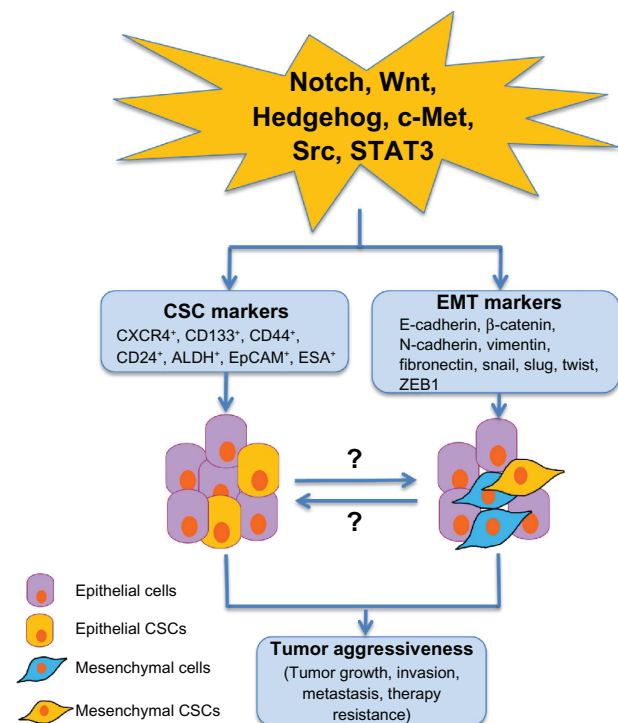 Notch, Wnt,
Hedgehog, c-Met,
Src, STAT3
CSC markers
CXCR4⁺, CD133⁺, CD44⁺,
CD24⁺, ALDH⁺, EpCAM⁺, ESA⁺
EMT markers
E-cadherin, β-catenin,
N-cadherin, vimentin,
fibronectin, snail, slug, twist,
ZEB1
?
?
Epithelial cells
Epithelial CSCs
Mesenchymal cells
Mesenchymal CSCs
Tumor aggressiveness
(Tumor growth, invasion,
metastasis, therapy
resistance)